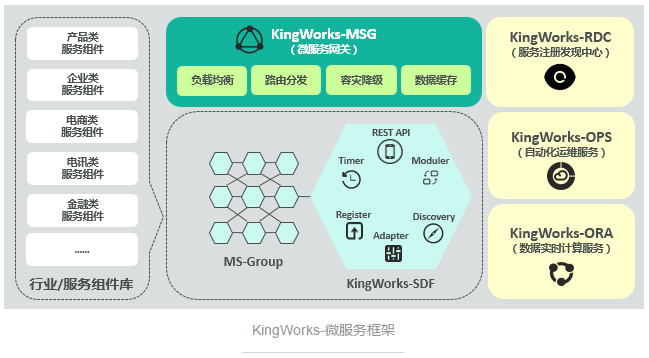 产品类
服务组件
企业类
服务组件
电商类
服务组件
电讯类
服务组件
金融类
服务组件
......
行业/服务组件库
KingWorks-MSG
（微服务网关）
负载均衡
路由分发
容灾降级
数据缓存
MS-Group
REST API
Timer
Moduler
Register
Discovery
Adapter
KingWorks-SDF
KingWorks-RDC
（服务注册发现中心）
KingWorks-OPS
（自动化运维服务）
KingWorks-ORA
（数据实时计算服务）
KingWorks-微服务框架